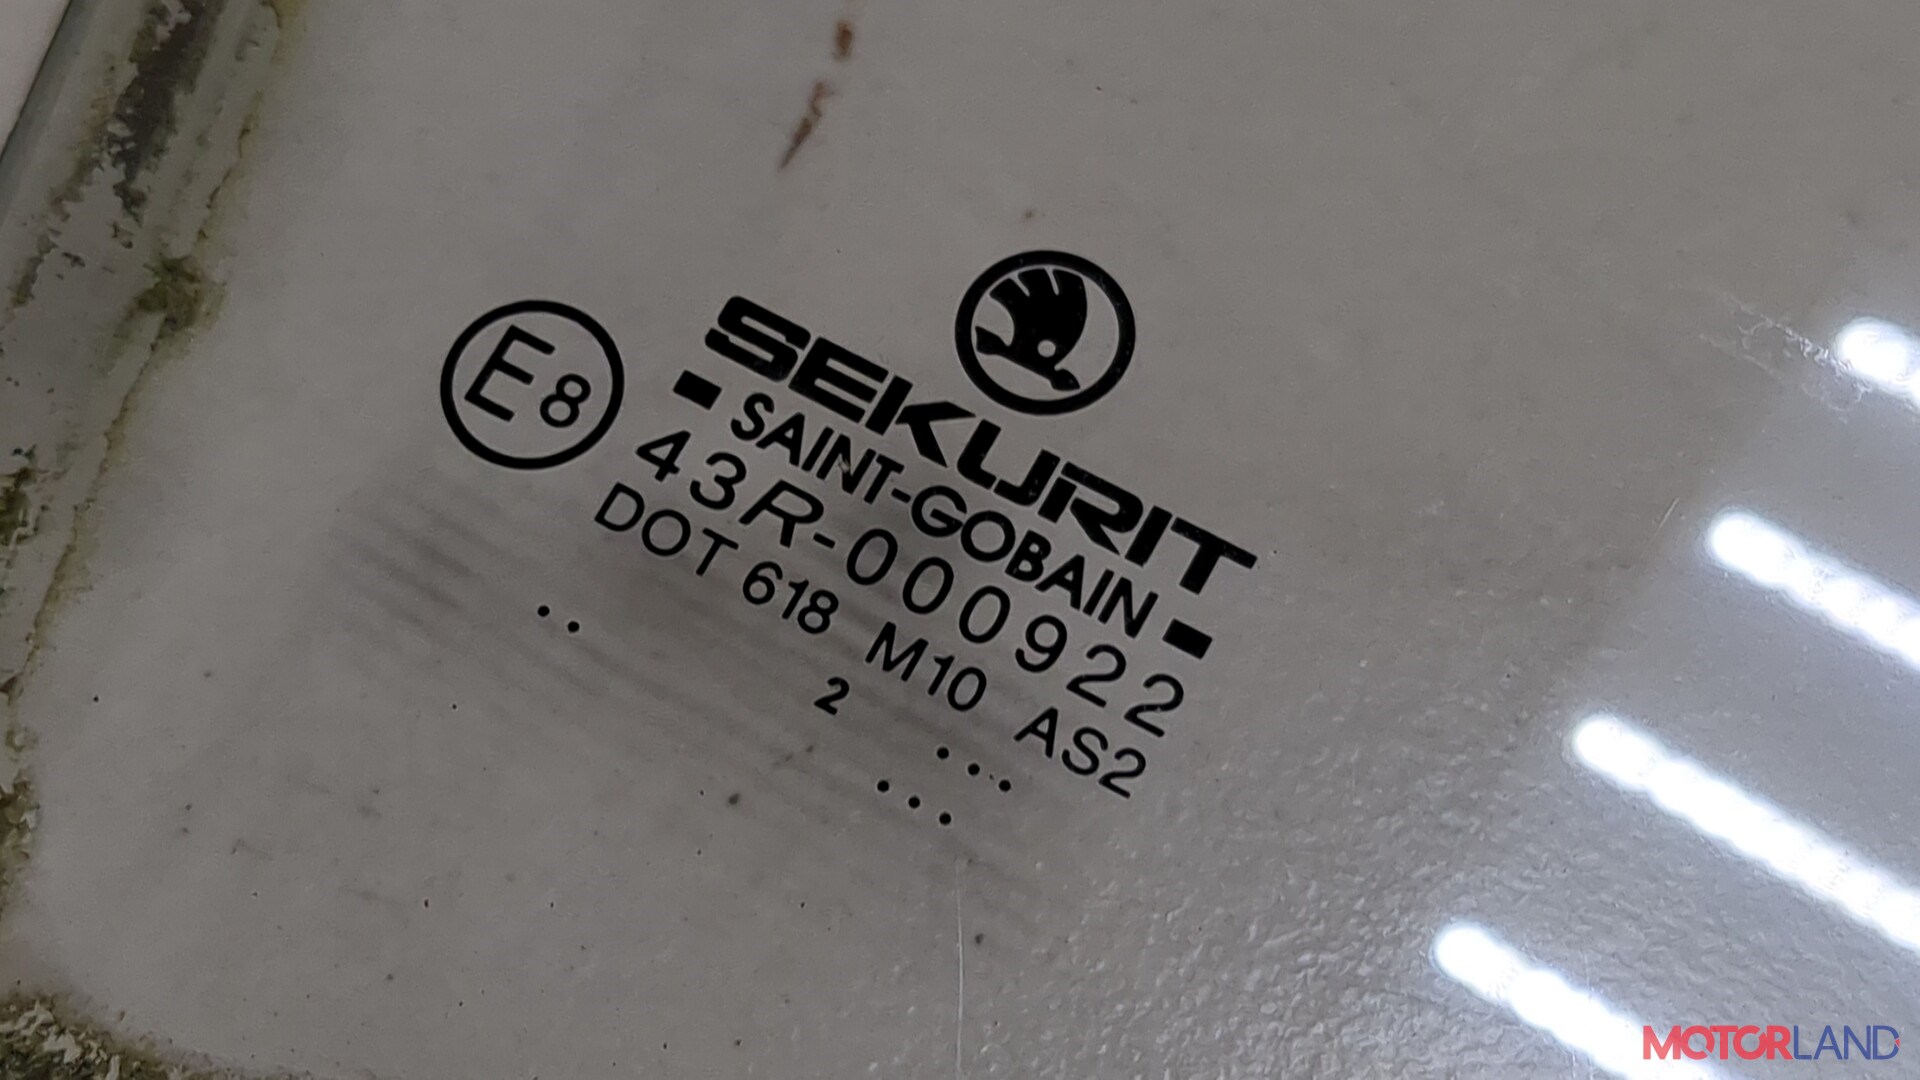 SEKURIT
SAINT-GOBAIN
E8
43R-000922
DOT 618 M10 AS2
.. 2 ...
...
MOTORLAND